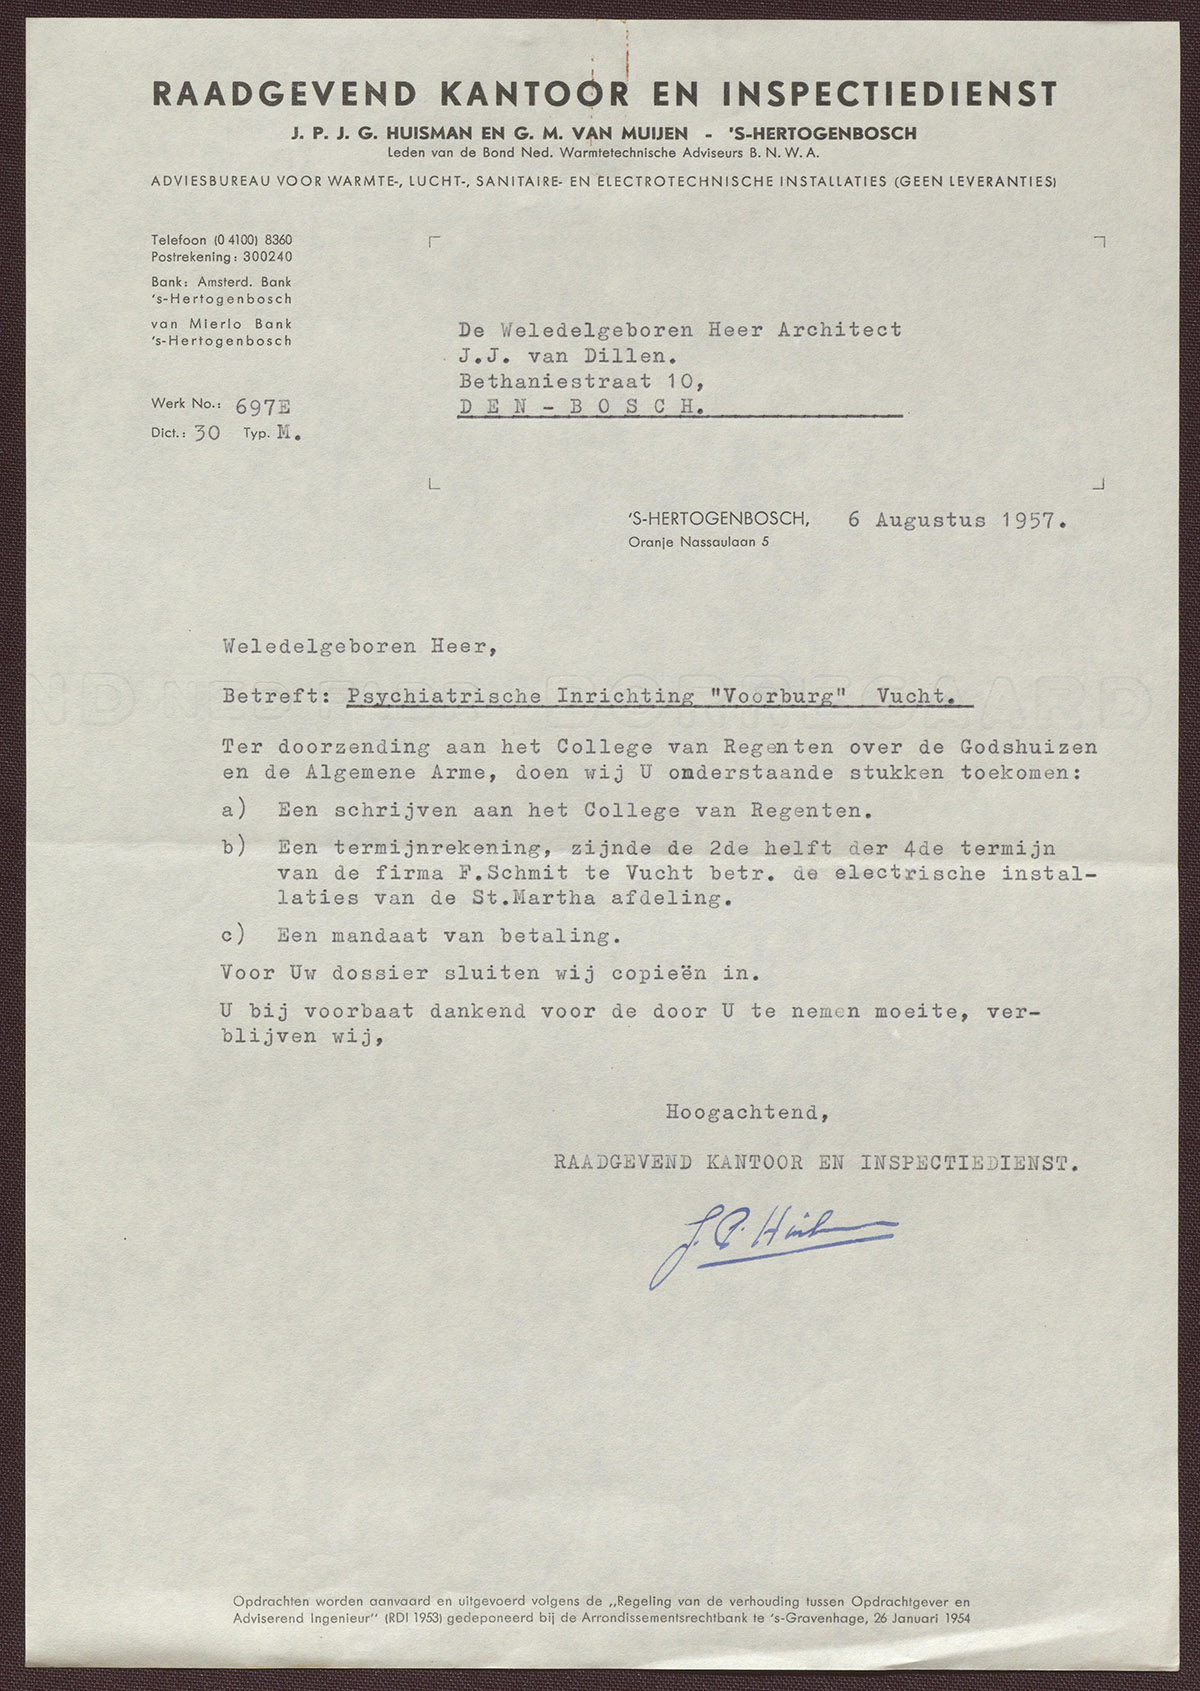 RAADGEVEND KANTOOR EN INSPECTIEDIENST
J. P. J. G. HUISMAN EN G. M. VAN MUIJEN - 'S-HERTOGENBOSCH
Leden van de Bond Ned. Warmtetechnische Adviseurs B. N. W. A.
ADVIESBUREAU VOOR WARMTE-, LUCHT-, SANITAIRE- EN ELECTROTECHNISCHE INSTALLATIES (GEEN LEVERANTIES)
Telefoon (0 4100) 8360
Postrekening: 300240
Bank: Amsterd. Bank
's-Hertogenbosch
van Mierlo Bank
's-Hertogenbosch
Werk No.: 697E
Dict.: 30 Typ. M.
De Weledelgeboren Heer Architect
J.J. van Dillen.
Bethaniestraat 10,
DEN-BOSCH.
'S-HERTOGENBOSCH, 6 Augustus 1957.
Oranje Nassaulaan 5
Weledelgeboren Heer,
Betreft: Psychiatrische Inrichting "Voorburg" Vucht.
Ter doorzending aan het College van Regenten over de Godshuizen
en de Algemene Arme, doen wij U onderstaande stukken toekomen:
a) Een schrijven aan het College van Regenten.
b) Een termijnrekening, zijnde de 2de helft der 4de termijn
van de firma F.Schmit te Vucht betr. de electrische instal-
laties van de St.Martha afdeling.
c) Een mandaat van betaling.
Voor Uw dossier sluiten wij copieën in.
U bij voorbaat dankend voor de door U te nemen moeite, ver-
blijven wij,
Hoogachtend,
RAADGEVEND KANTOOR EN INSPECTIEDIENST.
Opdrachten worden aanvaard en uitgevoerd volgens de „Regeling van de verhouding tussen Opdrachtgever en
Adviserend Ingenieur" (RDI 1953) gedeponeerd bij de Arrondissementsrechtbank te 's-Gravenhage, 26 Januari 1954